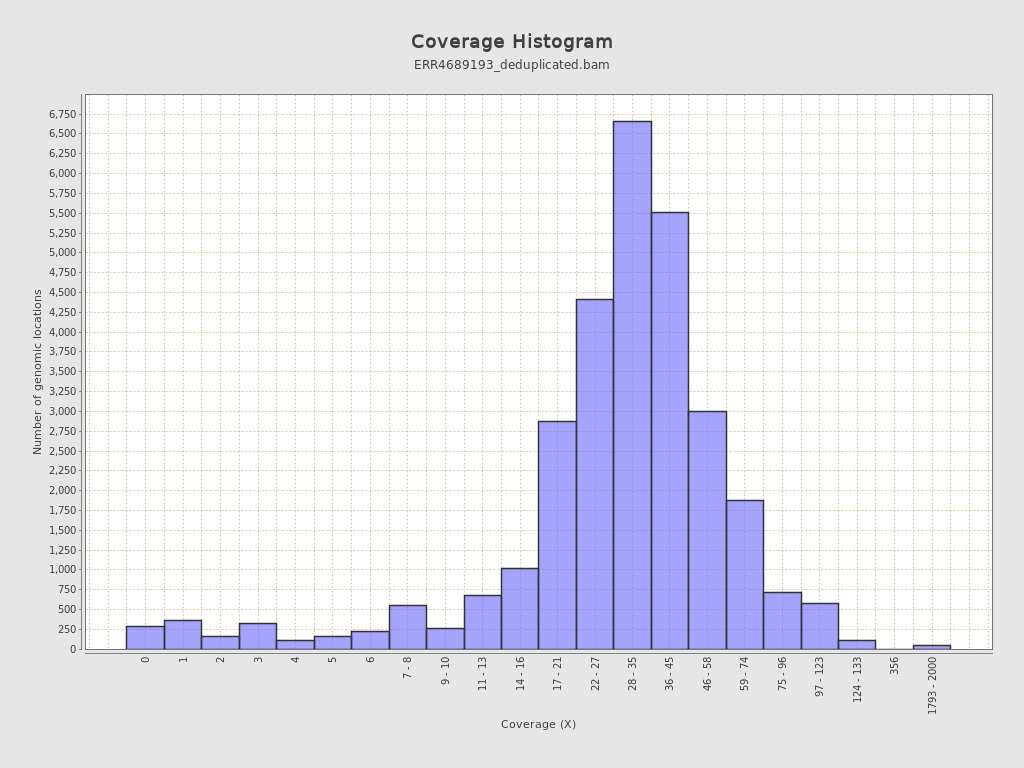 Coverage Histogram
ERR4689193_deduplicated.bam
Number of genomic locations
6,750
6,500
6,250
6,000
5,750
5,500
5,250
5,000
4,750
4,500
4,250
4,000
3,750
3,500
3,250
3,000
2,750
2,500
2,250
2,000
1,750
1,500
1,250
1,000
750
500
250
0
0
1
2
3
4
5
6
7 - 8
9 - 10
11 - 13
14 - 16
17 - 21
22 - 27
28 - 35
36 - 45
46 - 58
59 - 74
75 - 96
97 - 123
124 - 133
356
1793 - 2000
Coverage (X)